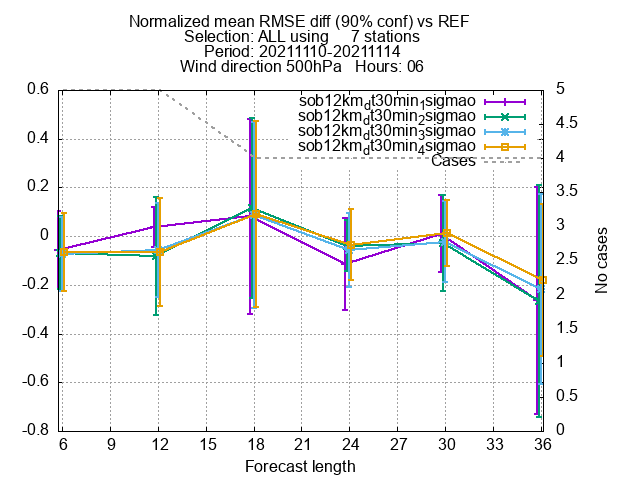 Normalized mean RMSE diff (90% conf) vs REF
Selection: ALL using     7 stations
Period: 20211110-20211114
Wind direction 500hPa   Hours: 06
sob12km_dt30min_1sigmao
sob12km_dt30min_2sigmao
sob12km_dt30min_3sigmao
sob12km_dt30min_4sigmao
Cases
0.6
0.4
0.2
0
-0.2
-0.4
-0.6
-0.8
5
4.5
4
3.5
3
2.5
2
1.5
1
0.5
0
No cases
6 9 12 15 18 21 24 27 30 33 36
Forecast length